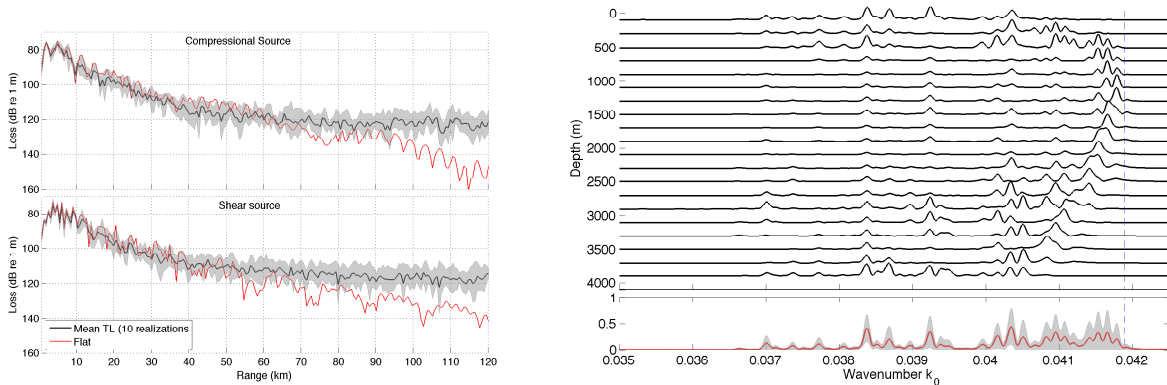 Compressional Source
Loss (dB re 1 m)
80
100
120
140
160
Shear source
Loss (dB re 1 m)
80
100
120
140
160
Mean TL (10 realizations
Flat
10 20 30 40 50 60 70 80 90 100 110 120
Range (km)
Depth (m)
0
500
1000
1500
2000
2500
3000
3500
4000
1
0.5
0
0.035 0.036 0.037 0.038 0.039 0.04 0.041 0.042
Wavenumber k0